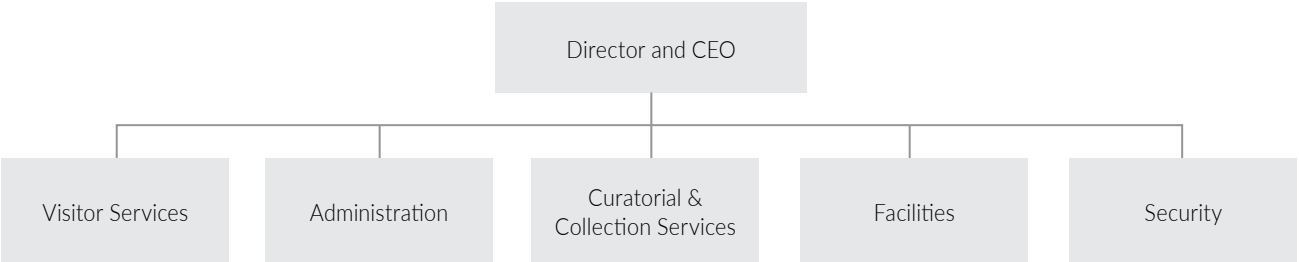 Director and CEO
Visitor Services
Administration
Curatorial &
Collection Services
Facilities
Security